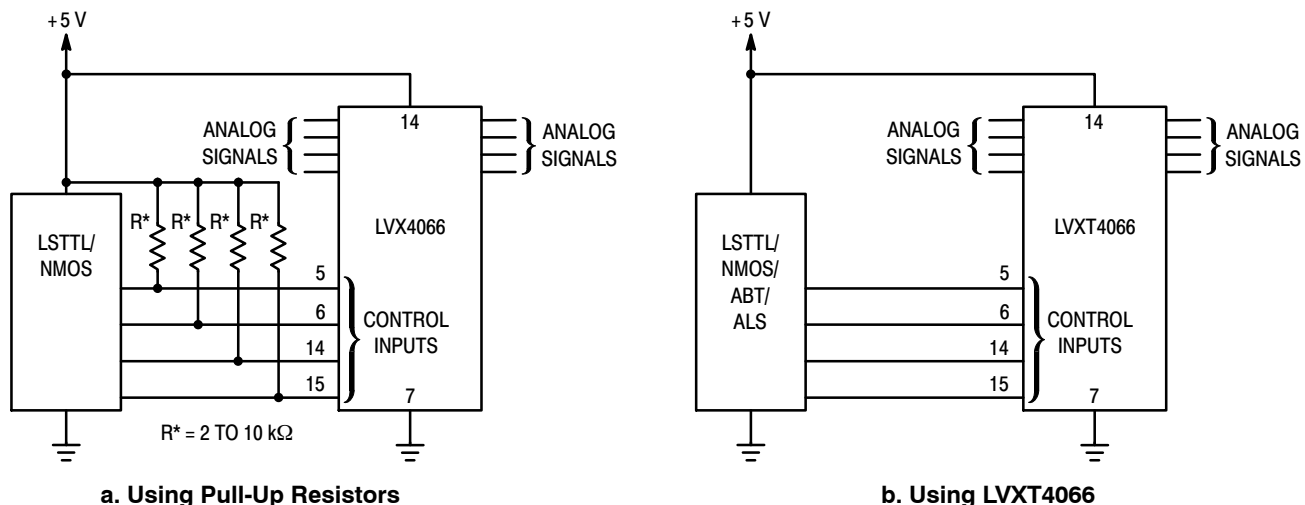 +5 V
ANALOG
SIGNALS
14
ANALOG
SIGNALS
R* R* R* R*
LSTTL/
NMOS
LVX4066
5
6
14
15
CONTROL
INPUTS
7
R* = 2 TO 10 kΩ
a. Using Pull-Up Resistors
+5 V
ANALOG
SIGNALS
14
ANALOG
SIGNALS
LSTTL/
NMOS/
ABT/
ALS
LVXT4066
5
6
14
15
CONTROL
INPUTS
7
b. Using LVXT4066